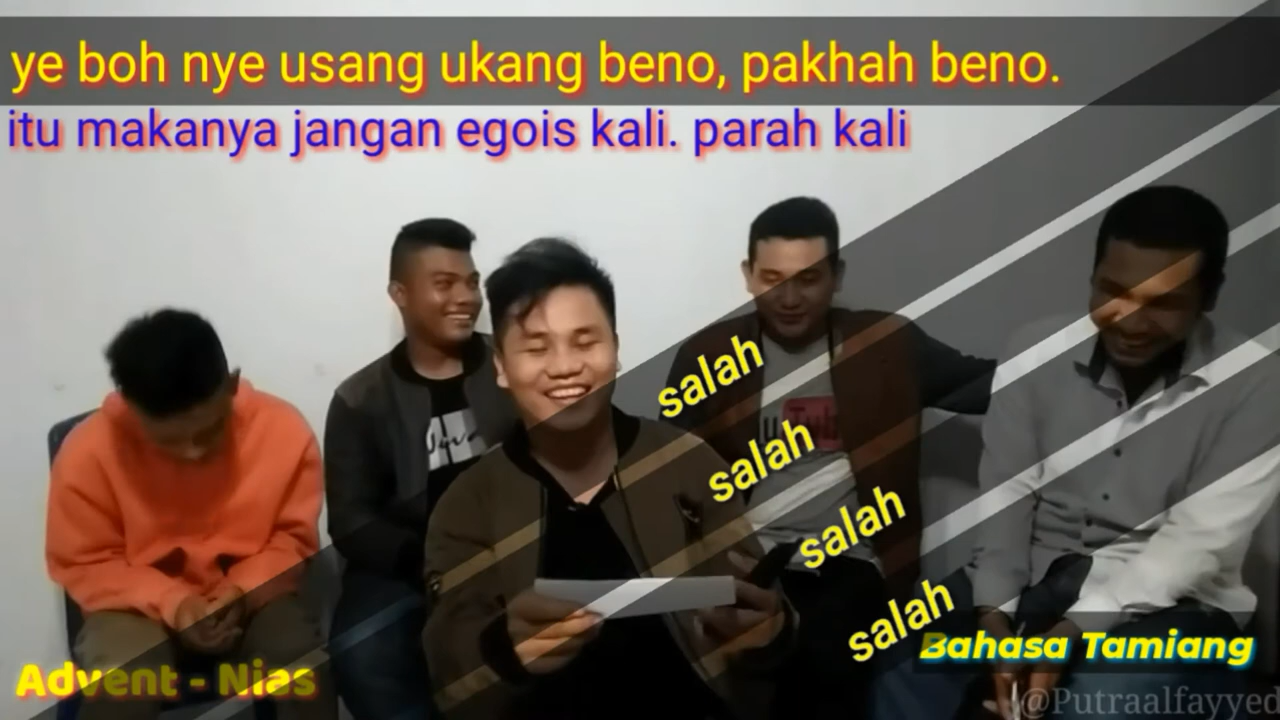 ye boh nye usang ukang beno, pakhah beno.
itu makanya jangan egois kali. parah kali
salah
salah
salah
salah
Bahasa Tamiang
Advent - Nias
@Putraalfayyed